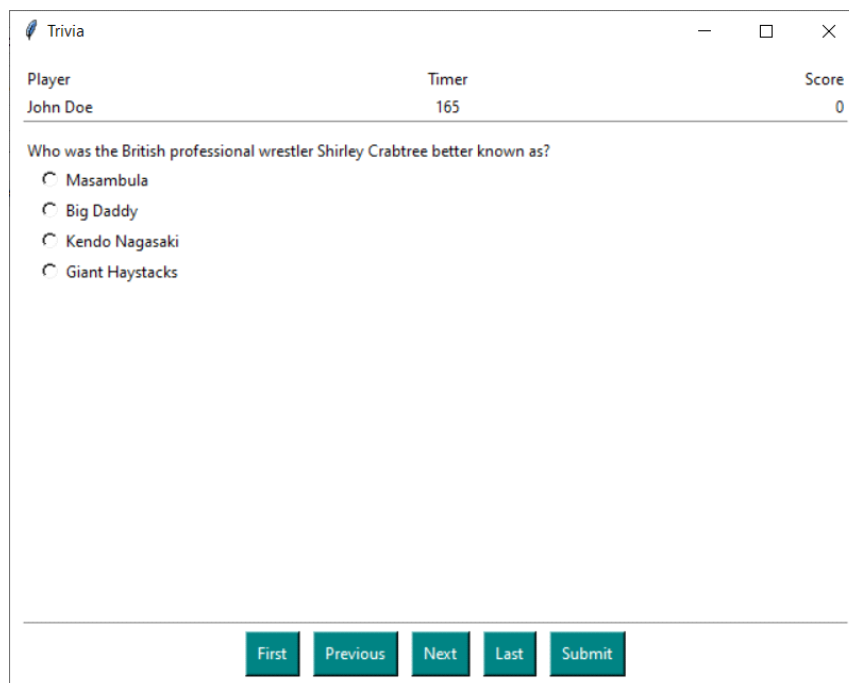 Trivia
Player Timer Score
John Doe 165 0
Who was the British professional wrestler Shirley Crabtree better known as?
Masambula
Big Daddy
Kendo Nagasaki
Giant Haystacks
First Previous Next Last Submit